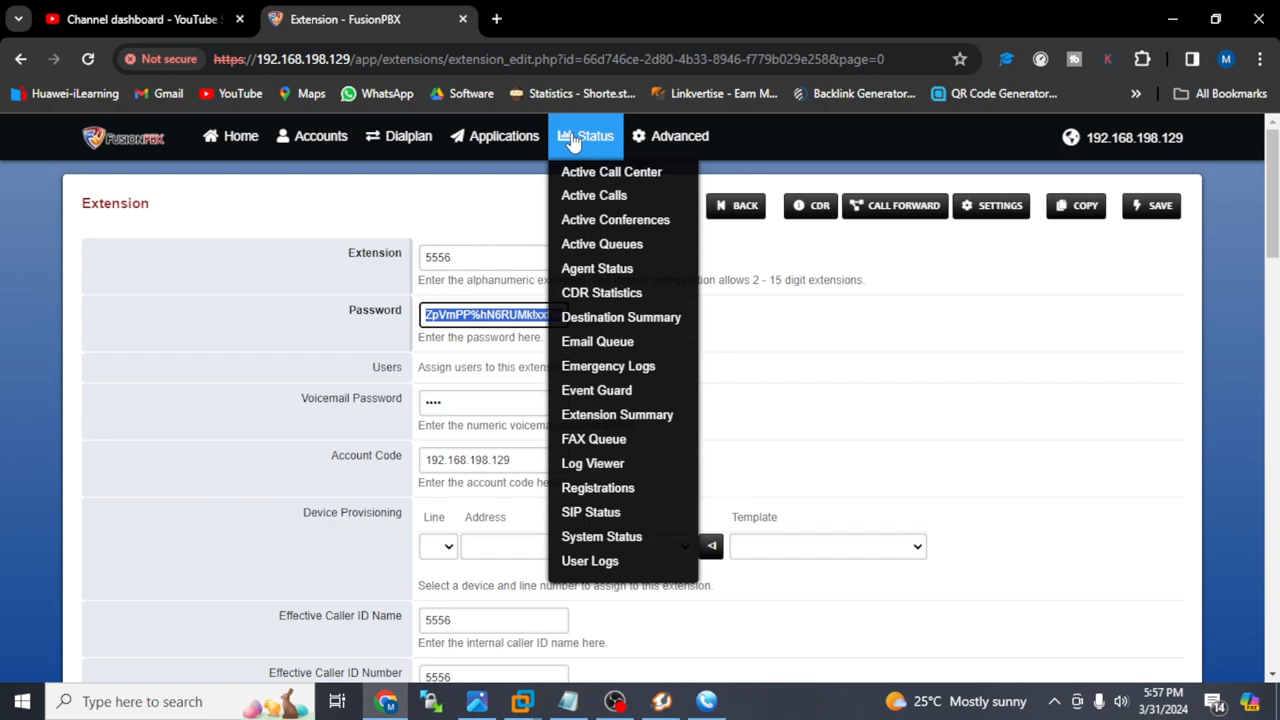 Channel dashboard - YouTube
Extension - FusionPBX
Not secure https://192.168.198.129/app/extensions/extension_edit.php?id=66d746ce-2d80-4b33-8946-f779b029e258&page=0
M
Huawei-iLearning Gmail YouTube Maps WhatsApp Software Statistics - Shorte.st... Linkvertise - Earn M... Backlink Generator... QR Code Generator... » All Bookmarks
FUSIONPBX Home Accounts Dialplan Applications Status Advanced 192.168.198.129
Active Call Center
Active Calls
Active Conferences
Active Queues
Agent Status
CDR Statistics
Destination Summary
Email Queue
Emergency Logs
Event Guard
Extension Summary
FAX Queue
Log Viewer
Registrations
SIP Status
System Status
User Logs
Extension
BACK CDR CALL FORWARD SETTINGS COPY SAVE
Extension 5556
Enter the alphanumeric configuration allows 2 - 15 digit extensions.
Password
Enter the password here.
Users Assign users to this
Voicemail Password ••••
Enter the numeric
Account Code 192.168.198.129
Enter the account code
Device Provisioning Line Address Template
Select a device and line number to assign to this extension.
Effective Caller ID Name 5556
Enter the internal caller ID name here.
Effective Caller ID Number 5556
Type here to search
25°C Mostly sunny
5:57 PM
3/31/2024
14